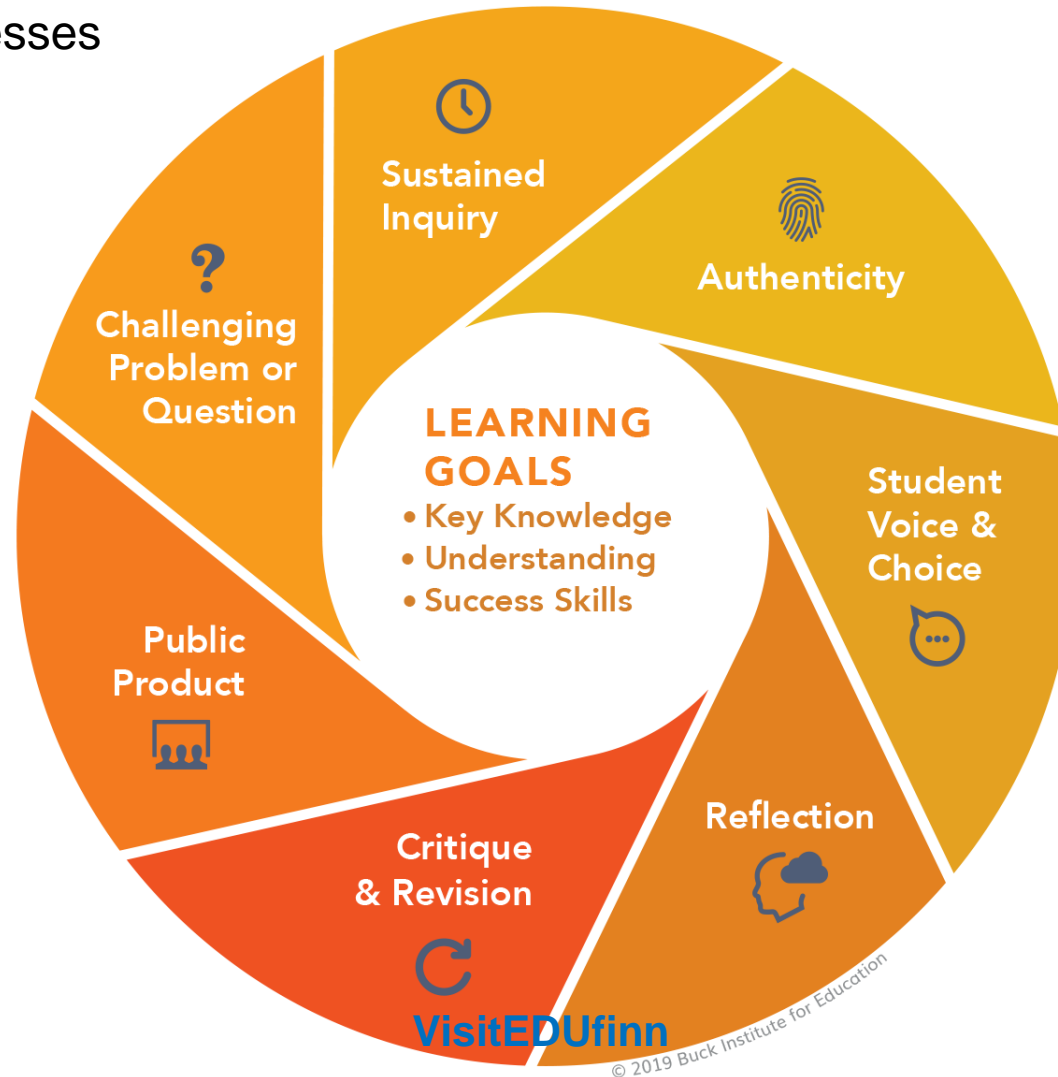 Sustained
Inquiry
Authenticity
Challenging
Problem or
Question
LEARNING
GOALS
• Key Knowledge
• Understanding
• Success Skills
Student
Voice &
Choice
Public
Product
Reflection
Critique
& Revision
VisitEDUfinn
© 2019 Buck Institute for Education